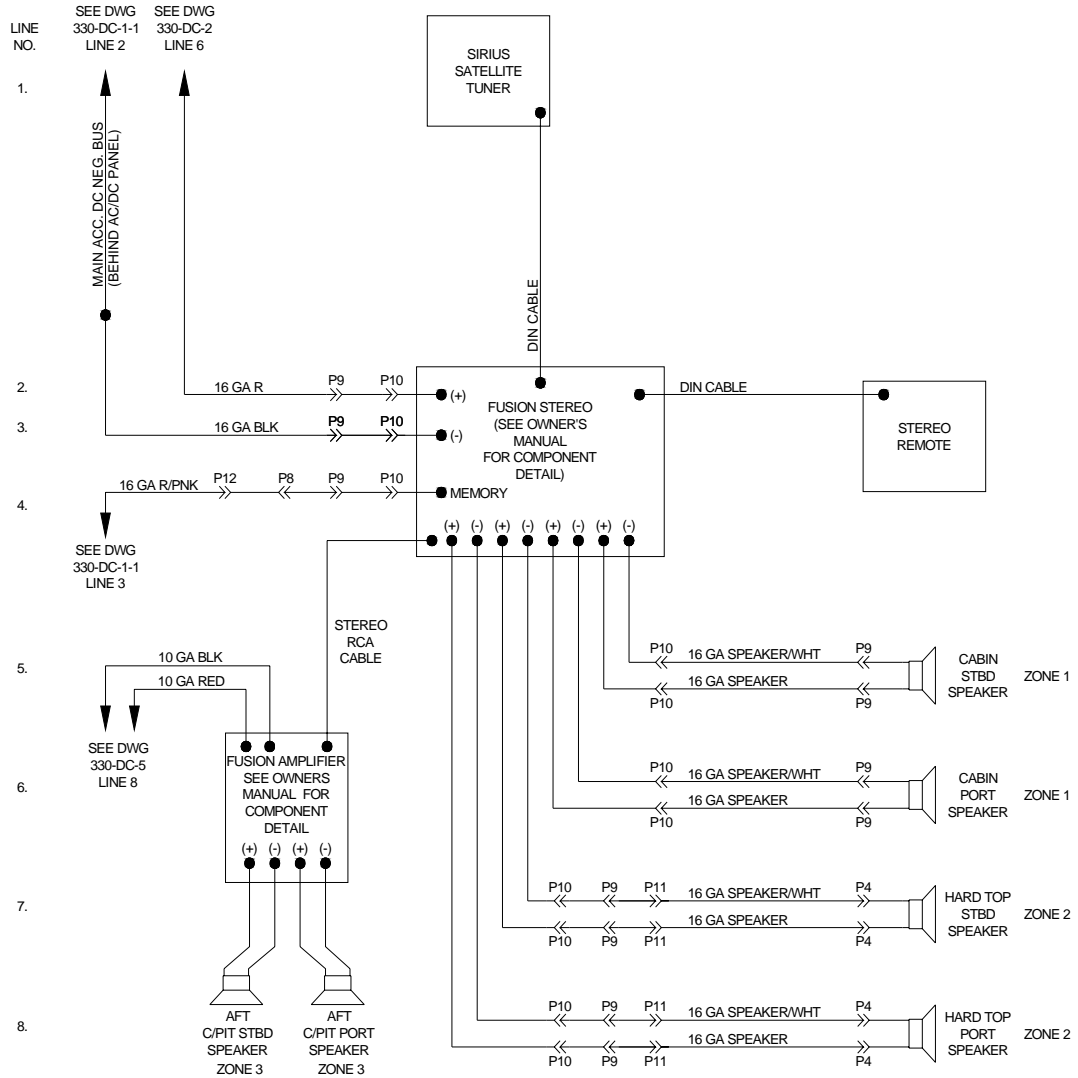 LINE
NO.
SEE DWG
330-DC-1-1
LINE 2
SEE DWG
330-DC-2
LINE 6
1.
MAIN ACC. DC NEG. BUS
(BEHIND AC/DC PANEL)
SIRIUS
SATELLITE
TUNER
DIN CABLE
2.
16 GA R
P9
P10
(+)
FUSION STEREO
(SEE OWNER'S
MANUAL
FOR COMPONENT
DETAIL)
DIN CABLE
STEREO
REMOTE
3.
16 GA BLK
P9
P10
(-)
4.
16 GA R/PNK
P12
P8
P9
P10
MEMORY
(+) (-) (+) (-) (+) (-) (+) (-)
SEE DWG
330-DC-1-1
LINE 3
STEREO
RCA
CABLE
5.
10 GA BLK
10 GA RED
SEE DWG
330-DC-5
LINE 8
P10
16 GA SPEAKER/WHT
P9
16 GA SPEAKER
P10
P9
CABIN
STBD
SPEAKER
ZONE 1
6.
FUSION AMPLIFIER
SEE OWNERS
MANUAL FOR
COMPONENT
DETAIL
(+) (-) (+) (-)
P10
16 GA SPEAKER/WHT
P9
16 GA SPEAKER
P10
P9
CABIN
PORT
SPEAKER
ZONE 1
7.
P10
P9
P11
16 GA SPEAKER/WHT
P4
16 GA SPEAKER
P10
P9
P11
P4
HARD TOP
STBD
SPEAKER
ZONE 2
8.
AFT
C/PIT STBD
SPEAKER
ZONE 3
AFT
C/PIT PORT
SPEAKER
ZONE 3
P10
P9
P11
16 GA SPEAKER/WHT
P4
16 GA SPEAKER
P10
P9
P11
P4
HARD TOP
PORT
SPEAKER
ZONE 2